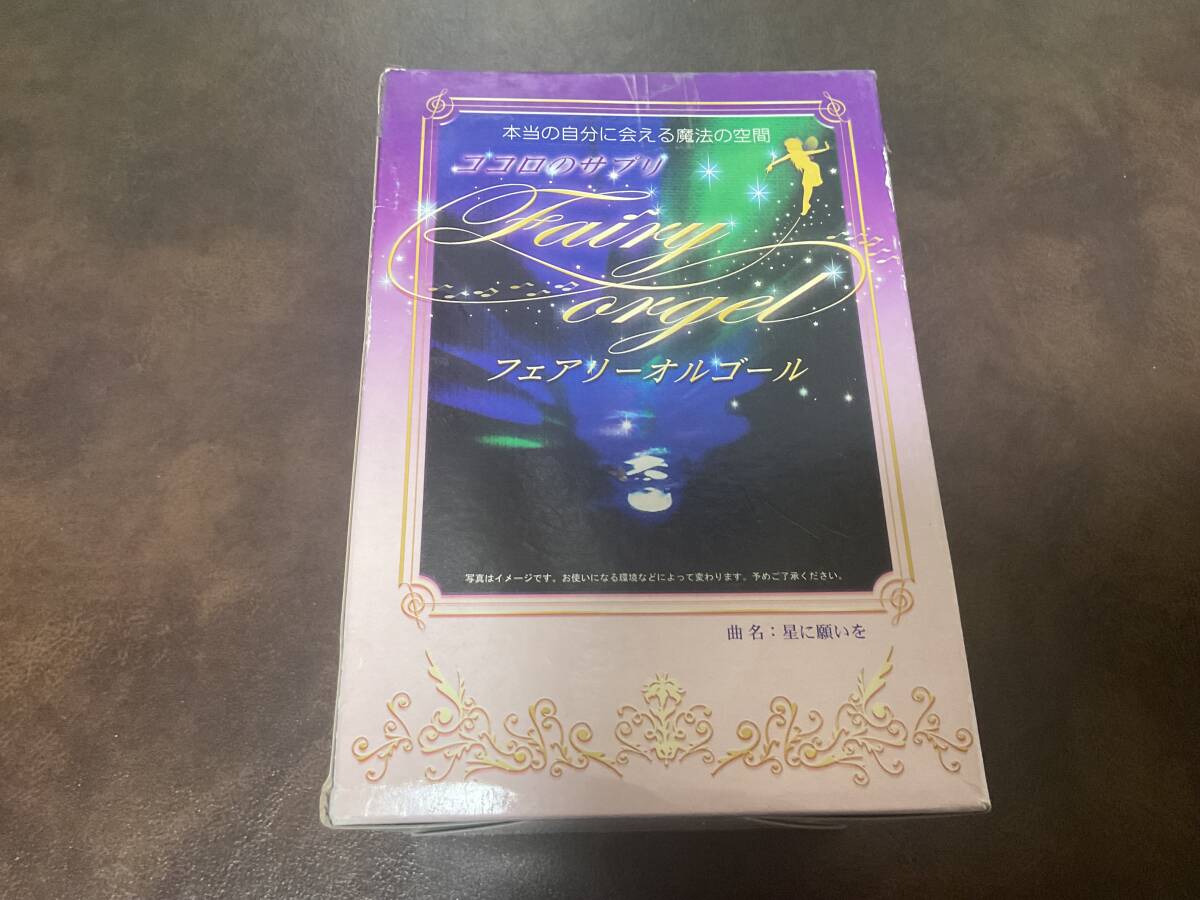 本当の自分に会える魔法の空間
ココロのサプリ
Fairy
orgel
フェアリーオルゴール
写真はイメージです。お使いになる環境などによって変わります。予めご了承ください。
曲名：星に願いを